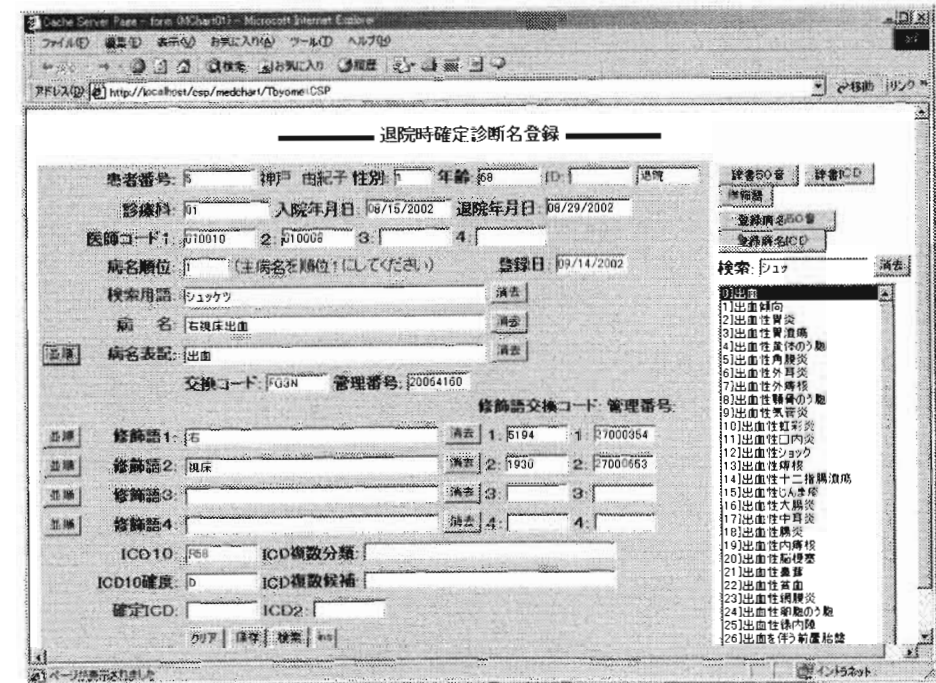 Cache Server Page - form (MChart01) - Microsoft Internet Explorer
ファイル(F) 編集(E) 表示(V) お気に入り(A) ツール(T) ヘルプ(H)
検索 お気に入り 履歴
アドレス(D) http://localhost/csp/medchart/Tbyome1.CSP 移動 リンク »
退院時確定診断名登録
患者番号: 5 神戸 由紀子 性別: 1 年齢: 68 ID: 退院
診療科: 01 入院年月日: 08/15/2002 退院年月日: 08/29/2002
医師コード1: 010010 2: 010006 3: 4:
病名順位: 1 (主病名を順位1にしてください) 登録日: 09/14/2002
検索用語: シュッケツ 消去
病 名: 右視床出血 消去
並順 病名表記: 出血 消去
交換コード: FG3N 管理番号: 20064160
修飾語交換コード: 管理番号:
並順 修飾語1: 右 消去 1: 5194 1: 27000354
並順 修飾語2: 視床 消去 2: 1930 2: 27000653
並順 修飾語3: 消去 3: 3:
並順 修飾語4: 消去 4: 4:
ICD10: R58 ICD複数分類:
ICD10確度: D ICD複数候補:
確定ICD: ICD2:
クリア 保存 検索
辞書50音 辞書ICD
修飾語
登録病名50音
登録病名ICD
検索: シュッ 消去
0]出血
1]出血傾向
2]出血性胃炎
3]出血性胃潰瘍
4]出血性黄体のう胞
5]出血性角膜炎
6]出血性外耳炎
7]出血性外痔核
8]出血性顎骨のう胞
9]出血性気管炎
10]出血性虹彩炎
11]出血性口内炎
12]出血性ショック
13]出血性痔核
14]出血性十二指腸潰瘍
15]出血性じんま疹
16]出血性大腸炎
17]出血性中耳炎
18]出血性腸炎
19]出血性内痔核
20]出血性脳梗塞
21]出血性鼻茸
22]出血性貧血
23]出血性網膜炎
24]出血性卵胞のう胞
25]出血性緑内障
26]出血を伴う前置胎盤
ページが表示されました
イントラネット